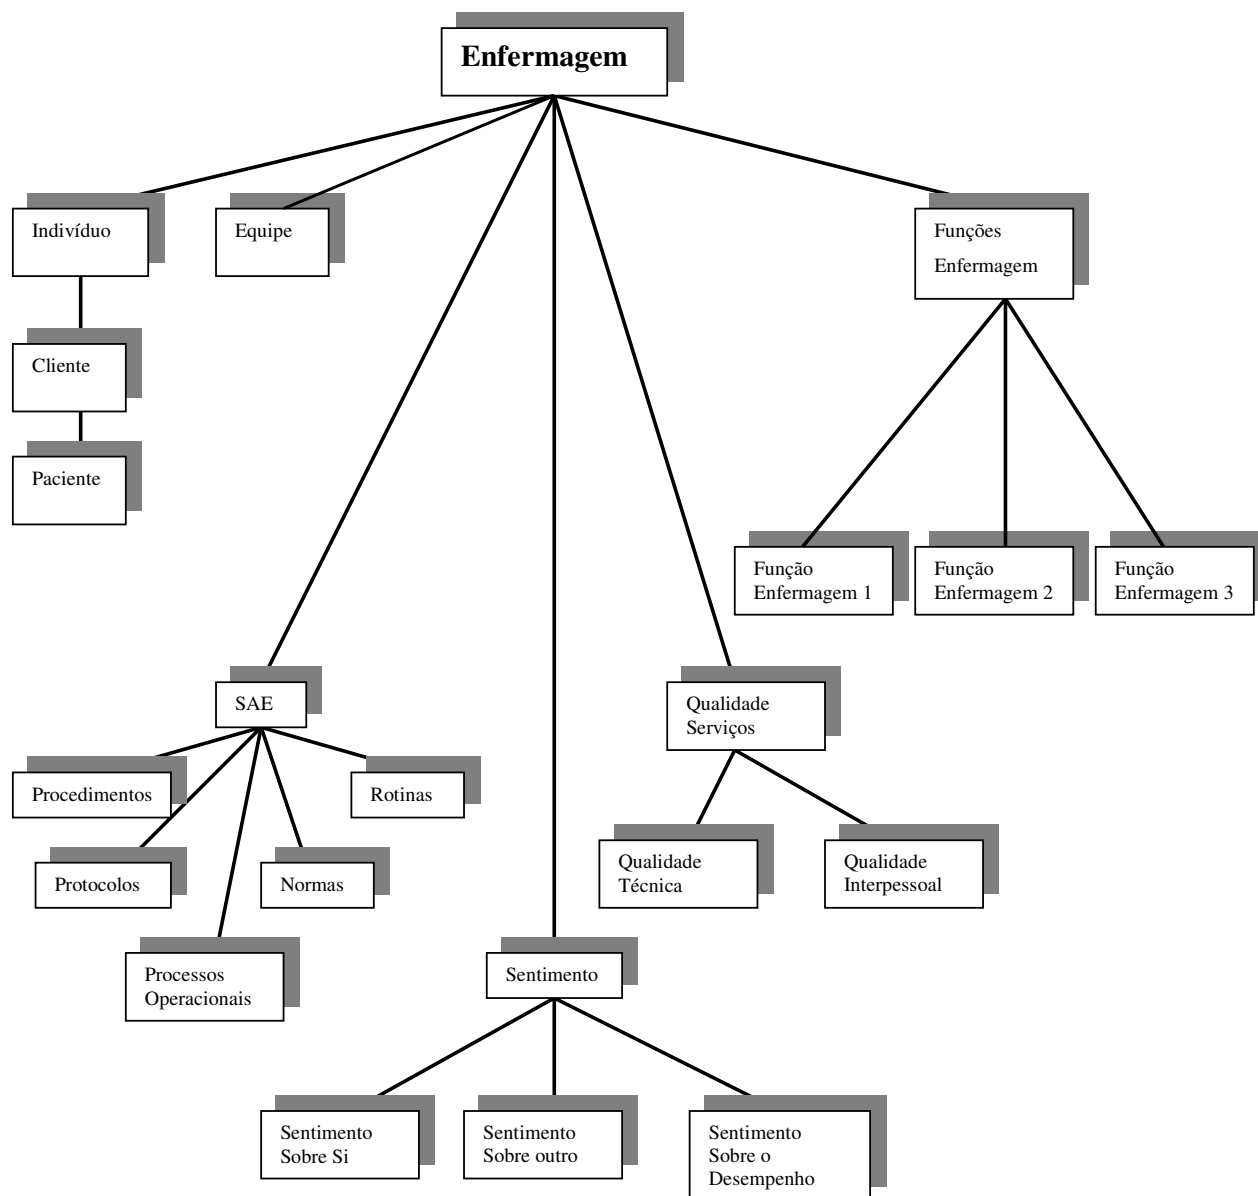 Enfermagem
Indivíduo
Equipe
Funções
Enfermagem
Cliente
Paciente
Função
Enfermagem 1
Função
Enfermagem 2
Função
Enfermagem 3
SAE
Qualidade
Serviços
Procedimentos
Rotinas
Protocolos
Normas
Qualidade
Técnica
Qualidade
Interpessoal
Processos
Operacionais
Sentimento
Sentimento
Sobre Si
Sentimento
Sobre outro
Sentimento
Sobre o
Desempenho